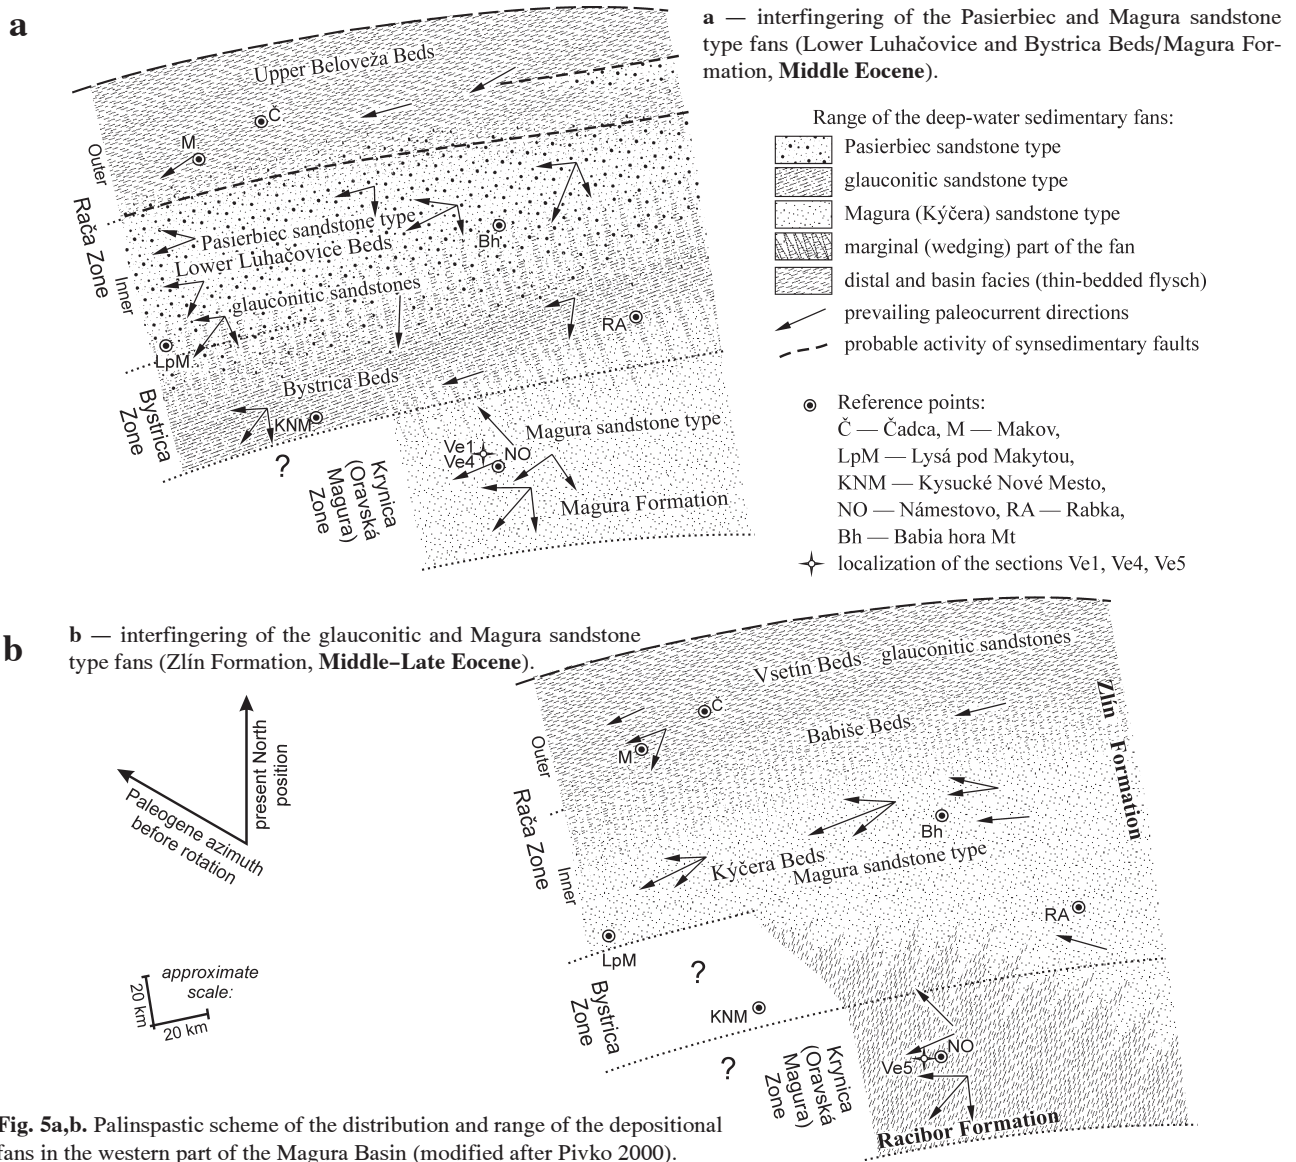 a
a — interfingering of the Pasierbiec and Magura sandstone
type fans (Lower Luhačovice and Bystrica Beds/Magura For-
mation, Middle Eocene).
Upper Beloveža Beds
Č
M
Outer
Rača Zone
Inner
Pasierbiec sandstone type
Lower Luhačovice Beds
glauconitic sandstones
Bh
RA
LpM
Bystrica Beds
Bystrica
Zone
KNM
?
Krynica
(Oravská
Magura)
Zone
Magura sandstone type
Ve1
Ve4
NO
Magura Formation
Range of the deep-water sedimentary fans:
Pasierbiec sandstone type
glauconitic sandstone type
Magura (Kýčera) sandstone type
marginal (wedging) part of the fan
distal and basin facies (thin-bedded flysch)
prevailing paleocurrent directions
probable activity of synsedimentary faults
Reference points:
Č — Čadca, M — Makov,
LpM — Lysá pod Makytou,
KNM — Kysucké Nové Mesto,
NO — Námestovo, RA — Rabka,
Bh — Babia hora Mt
localization of the sections Ve1, Ve4, Ve5
b
b — interfingering of the glauconitic and Magura sandstone
type fans (Zlín Formation, Middle–Late Eocene).
present North
position
Paleogene azimuth
before rotation
approximate
scale:
20 km
20 km
Vsetín Beds glauconitic sandstones
Zlín Formation
Č
Babiše Beds
M
Outer
Rača Zone
Inner
Bh
Kýčera Beds
Magura sandstone type
RA
LpM
?
Bystrica
Zone
KNM
?
Krynica
(Oravská
Magura)
Zone
NO
Ve5
Racibor Formation
Fig. 5a,b. Palinspastic scheme of the distribution and range of the depositional
fans in the western part of the Magura Basin (modified after Pivko 2000).